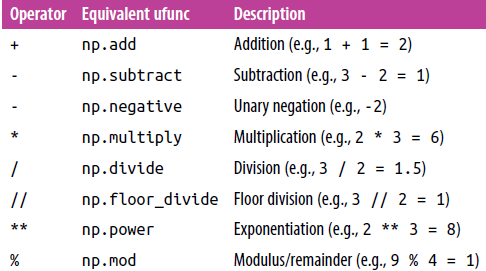 Operator Equivalent ufunc Description
+ np.add Addition (e.g., 1 + 1 = 2)
- np.subtract Subtraction (e.g., 3 - 2 = 1)
- np.negative Unary negation (e.g., -2)
* np.multiply Multiplication (e.g., 2 * 3 = 6)
/ np.divide Division (e.g., 3 / 2 = 1.5)
// np.floor_divide Floor division (e.g., 3 // 2 = 1)
** np.power Exponentiation (e.g., 2 ** 3 = 8)
% np.mod Modulus/remainder (e.g., 9 % 4 = 1)